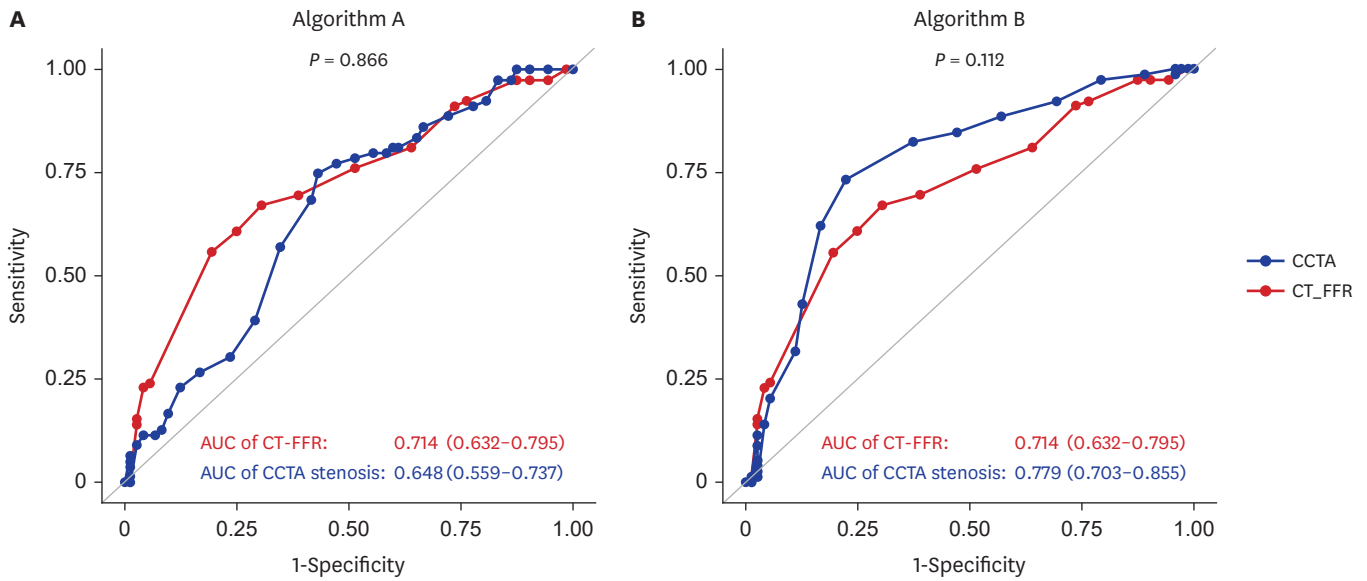 A
Algorithm A
P = 0.866
1.00
0.75
0.50
0.25
0
Sensitivity
AUC of CT-FFR: 0.714 (0.632–0.795)
AUC of CCTA stenosis: 0.648 (0.559–0.737)
0 0.25 0.50 0.75 1.00
1-Specificity
B
Algorithm B
P = 0.112
1.00
0.75
0.50
0.25
0
Sensitivity
AUC of CT-FFR: 0.714 (0.632–0.795)
AUC of CCTA stenosis: 0.779 (0.703–0.855)
0 0.25 0.50 0.75 1.00
1-Specificity
CCTA
CT_FFR